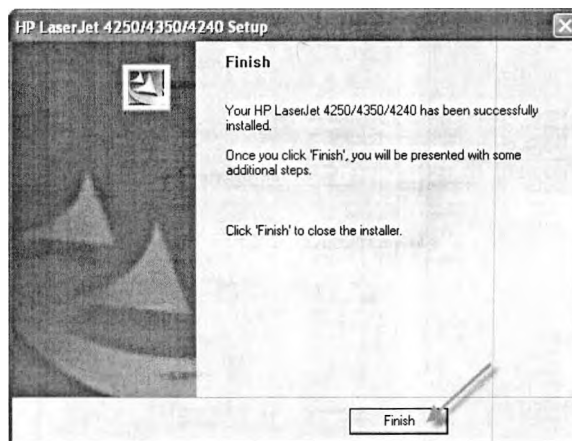 HP LaserJet 4250/4350/4240 Setup
Finish
Your HP LaserJet 4250/4350/4240 has been successfully
installed.
Once you click 'Finish', you will be presented with some
additional steps.
Click 'Finish' to close the installer.
Finish